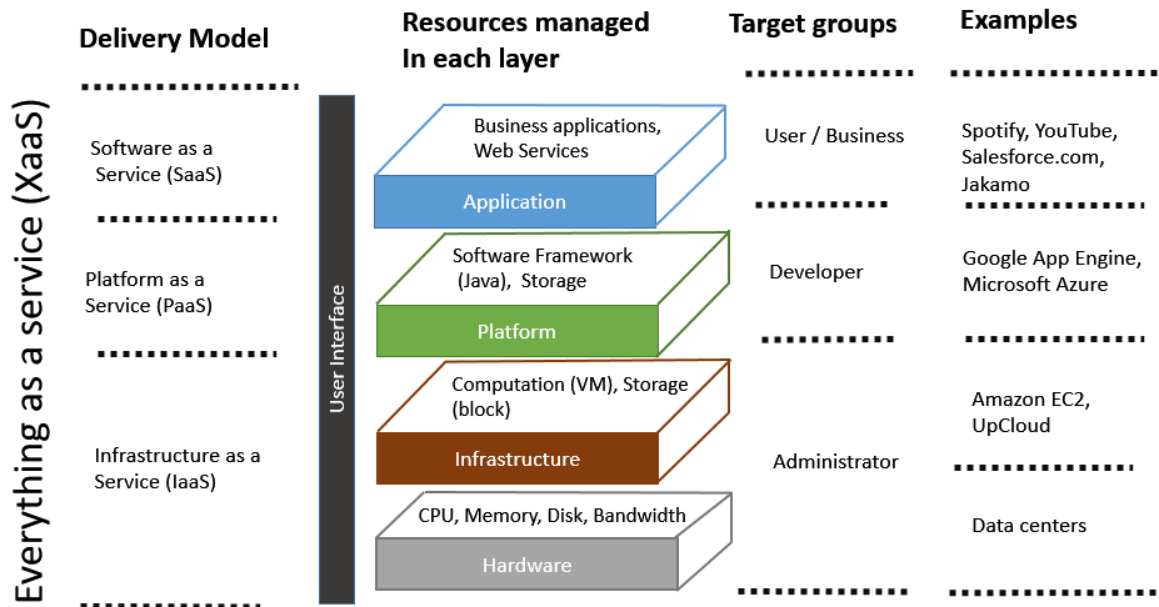 Everything as a service (XaaS)
Delivery Model
Resources managed
In each layer
Target groups
Examples
User Interface
Software as a
Service (SaaS)
Business applications,
Web Services
Application
User / Business
Spotify, YouTube,
Salesforce.com,
Jakamo
Platform as a
Service (PaaS)
Software Framework
(Java),  Storage
Platform
Developer
Google App Engine,
Microsoft Azure
Infrastructure as a
Service (IaaS)
Computation (VM), Storage
(block)
Infrastructure
Administrator
Amazon EC2,
UpCloud
CPU, Memory, Disk, Bandwidth
Hardware
Data centers